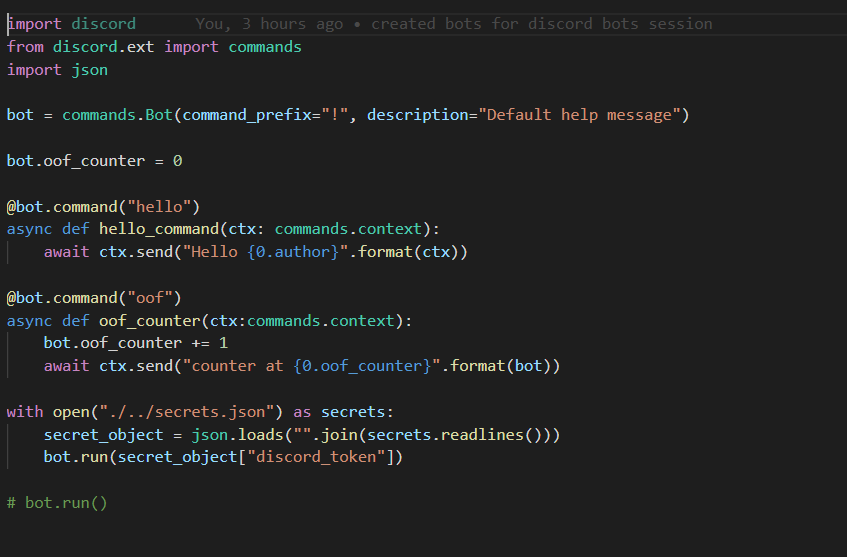 import discord You, 3 hours ago • created bots for discord bots session
from discord.ext import commands
import json
bot = commands.Bot(command_prefix="!", description="Default help message")
bot.oof_counter = 0
@bot.command("hello")
async def hello_command(ctx: commands.context):
    await ctx.send("Hello {0.author}".format(ctx))
@bot.command("oof")
async def oof_counter(ctx:commands.context):
    bot.oof_counter += 1
    await ctx.send("counter at {0.oof_counter}".format(bot))
with open("./../secrets.json") as secrets:
    secret_object = json.loads("".join(secrets.readlines()))
    bot.run(secret_object["discord_token"])
# bot.run()